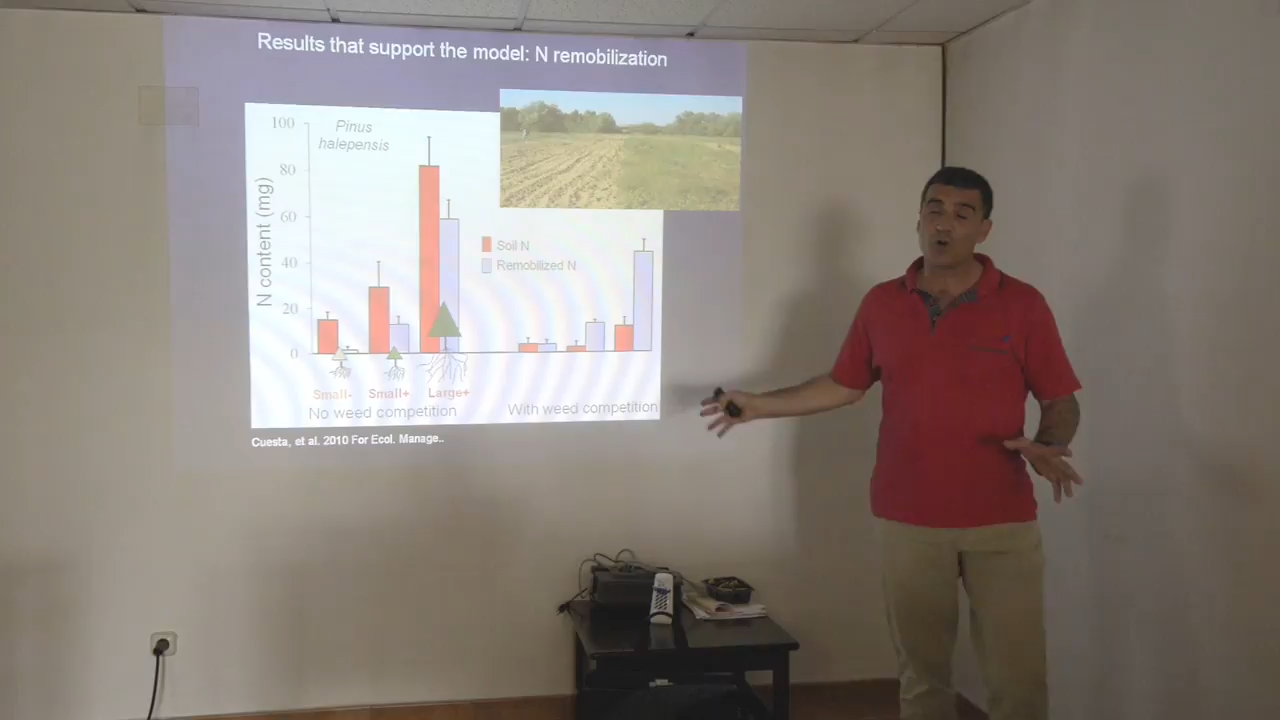 Results that support the model: N remobilization
Pinus
halepensis
100
80
60
40
20
0
N content (mg)
Soil N
Remobilized N
Small- Small+ Large+
No weed competition
With weed competition
Cuesta, et al. 2010 For Ecol. Manage..